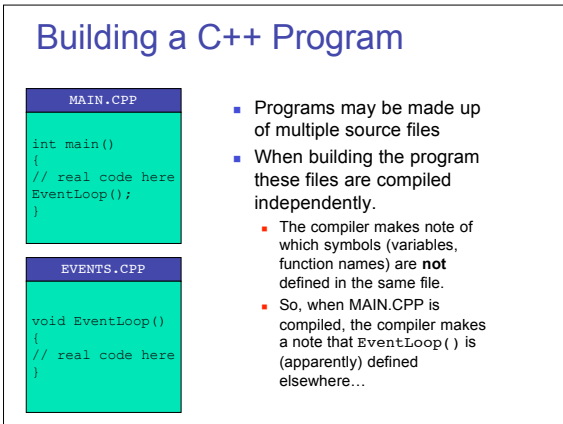 Building a C++ Program
MAIN.CPP
int main()
{
// real code here
EventLoop();
}
EVENTS.CPP
void EventLoop()
{
// real code here
}
Programs may be made up
of multiple source files
When building the program
these files are compiled
independently.
The compiler makes note of
which symbols (variables,
function names) are not
defined in the same file.
So, when MAIN.CPP is
compiled, the compiler makes
a note that EventLoop() is
(apparently) defined
elsewhere…